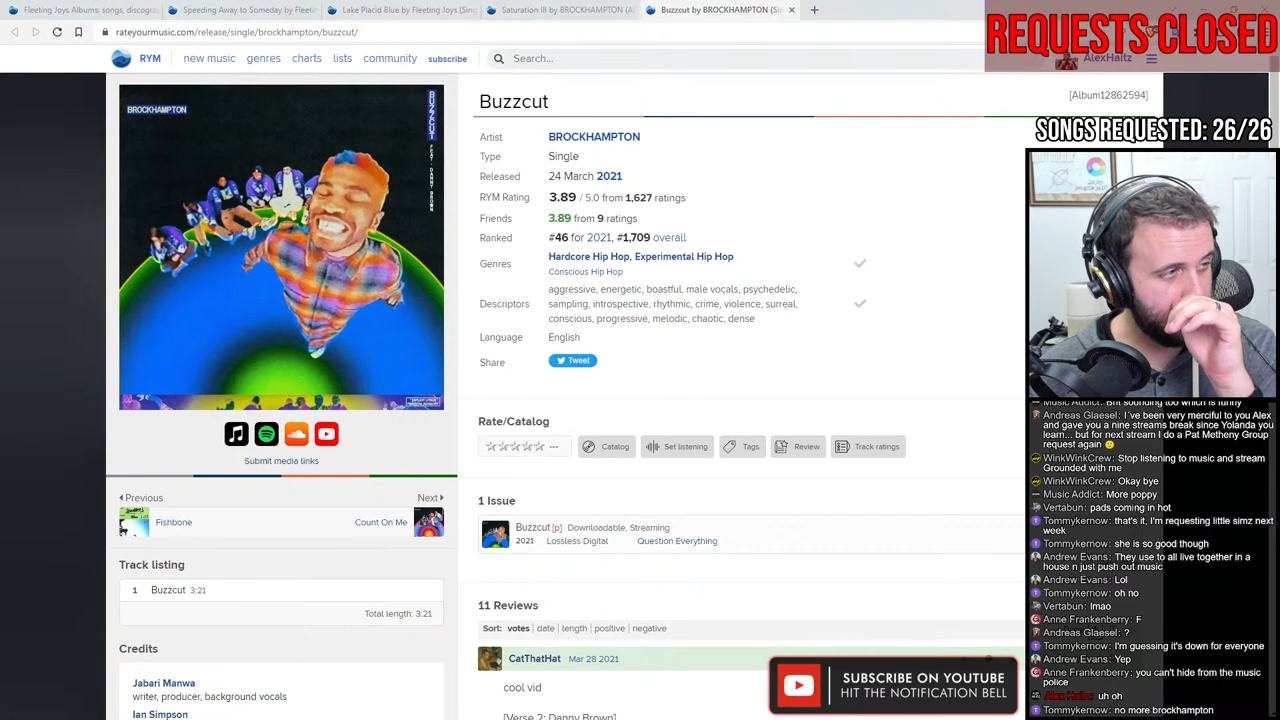 Fleeting Joys Albums: songs, discogra
Speeding Away to Someday by Fleeti
Lake Placid Blue by Fleeting Joys (Sing
Saturation III by BROCKHAMPTON (Al
Buzzcut by BROCKHAMPTON (Sin
REQUESTS CLOSED
rateyourmusic.com/release/single/brockhampton/buzzcut/
RYM
new music
genres
charts
lists
community
subscribe
Search...
AlexHaitz
BROCKHAMPTON
BUZZCUT
FEAT. DANNY BROWN
Buzzcut
[Album12862594]
SONGS REQUESTED: 26/26
Artist BROCKHAMPTON
Type Single
Released 24 March 2021
RYM Rating 3.89 / 5.0 from 1,627 ratings
Friends 3.89 from 9 ratings
Ranked #46 for 2021, #1,709 overall
Genres Hardcore Hip Hop, Experimental Hip Hop
Conscious Hip Hop
Descriptors aggressive, energetic, boastful, male vocals, psychedelic,
sampling, introspective, rhythmic, crime, violence, surreal,
conscious, progressive, melodic, chaotic, dense
Language English
Share Tweet
Rate/Catalog
--- Catalog Set listening Tags Review Track ratings
Submit media links
Previous
Next
Fishbone
Count On Me
Track listing
1 Buzzcut 3:21
Total length: 3:21
Credits
Jabari Manwa
writer, producer, background vocals
Ian Simpson
1 Issue
Buzzcut [p] Downloadable, Streaming
2021 Lossless Digital Question Everything
11 Reviews
Sort: votes | date | length | positive | negative
CatThatHat Mar 28 2021
cool vid
[Verse 2: Danny Brown]
SUBSCRIBE ON YOUTUBE
HIT THE NOTIFICATION BELL
Music Addict: Brit sounding too which is funny
Andreas Glaesel: I've been very merciful to you Alex
and gave you a nine streams break since Yolanda you
learn... but for next stream I do a Pat Metheny Group
request again 🙂
WinkWinkCrew: Stop listening to music and stream
Grounded with me
WinkWinkCrew: Okay bye
Music Addict: More poppy
Vertabun: pads coming in hot
Tommykernow: that's it, I'm requesting little simz next
week
Tommykernow: she is so good though
Andrew Evans: They use to all live together in a
house n just push out music
Andrew Evans: Lol
Tommykernow: oh no
Vertabun: lmao
Anne Frankenberry: F
Andreas Glaesel: ?
Tommykernow: I'm guessing it's down for everyone
Andrew Evans: Yep
Anne Frankenberry: you can't hide from the music
police
Alex Haitz: uh oh
Tommykernow: no more brockhampton